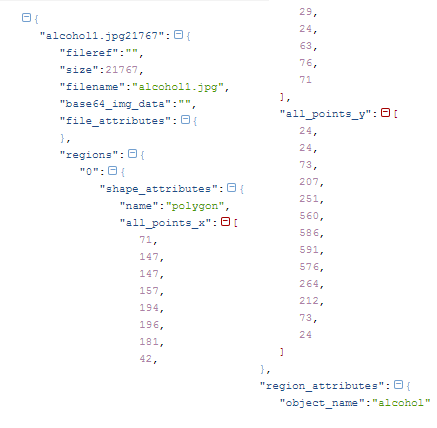 {
"alcohol1.jpg21767":{
"fileref":"",
"size":21767,
"filename":"alcohol1.jpg",
"base64_img_data":"",
"file_attributes":{
},
"regions":{
"0":{
"shape_attributes":{
"name":"polygon",
"all_points_x":[
71,
147,
147,
157,
194,
196,
181,
42,
29,
24,
63,
76,
71
],
"all_points_y":[
24,
24,
73,
207,
251,
560,
586,
591,
576,
264,
212,
73,
24
]
},
"region_attributes":{
"object_name":"alcohol"